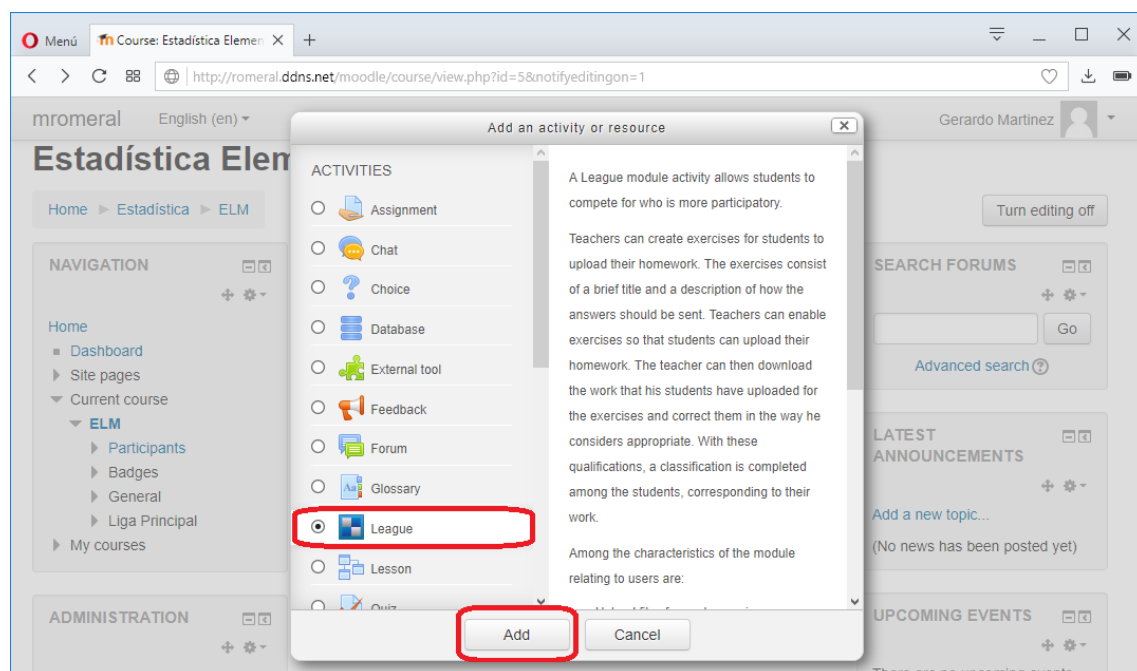 Menú
Course: Estadística Elemen
http://romeral.ddns.net/moodle/course/view.php?id=5&notifyeditingon=1
mromeral
English (en)
Gerardo Martinez
Estadística Elem
Home
Estadística
ELM
Turn editing off
NAVIGATION
Home
Dashboard
Site pages
Current course
ELM
Participants
Badges
General
Liga Principal
My courses
ADMINISTRATION
Add an activity or resource
ACTIVITIES
Assignment
Chat
Choice
Database
External tool
Feedback
Forum
Glossary
League
Lesson
Quiz
A League module activity allows students to
compete for who is more participatory.
Teachers can create exercises for students to
upload their homework. The exercises consist
of a brief title and a description of how the
answers should be sent. Teachers can enable
exercises so that students can upload their
homework. The teacher can then download
the work that his students have uploaded for
the exercises and correct them in the way he
considers appropriate. With these
qualifications, a classification is completed
among the students, corresponding to their
work.
Among the characteristics of the module
relating to users are:
Add
Cancel
SEARCH FORUMS
Go
Advanced search
LATEST
ANNOUNCEMENTS
Add a new topic...
(No news has been posted yet)
UPCOMING EVENTS
There are no upcoming events